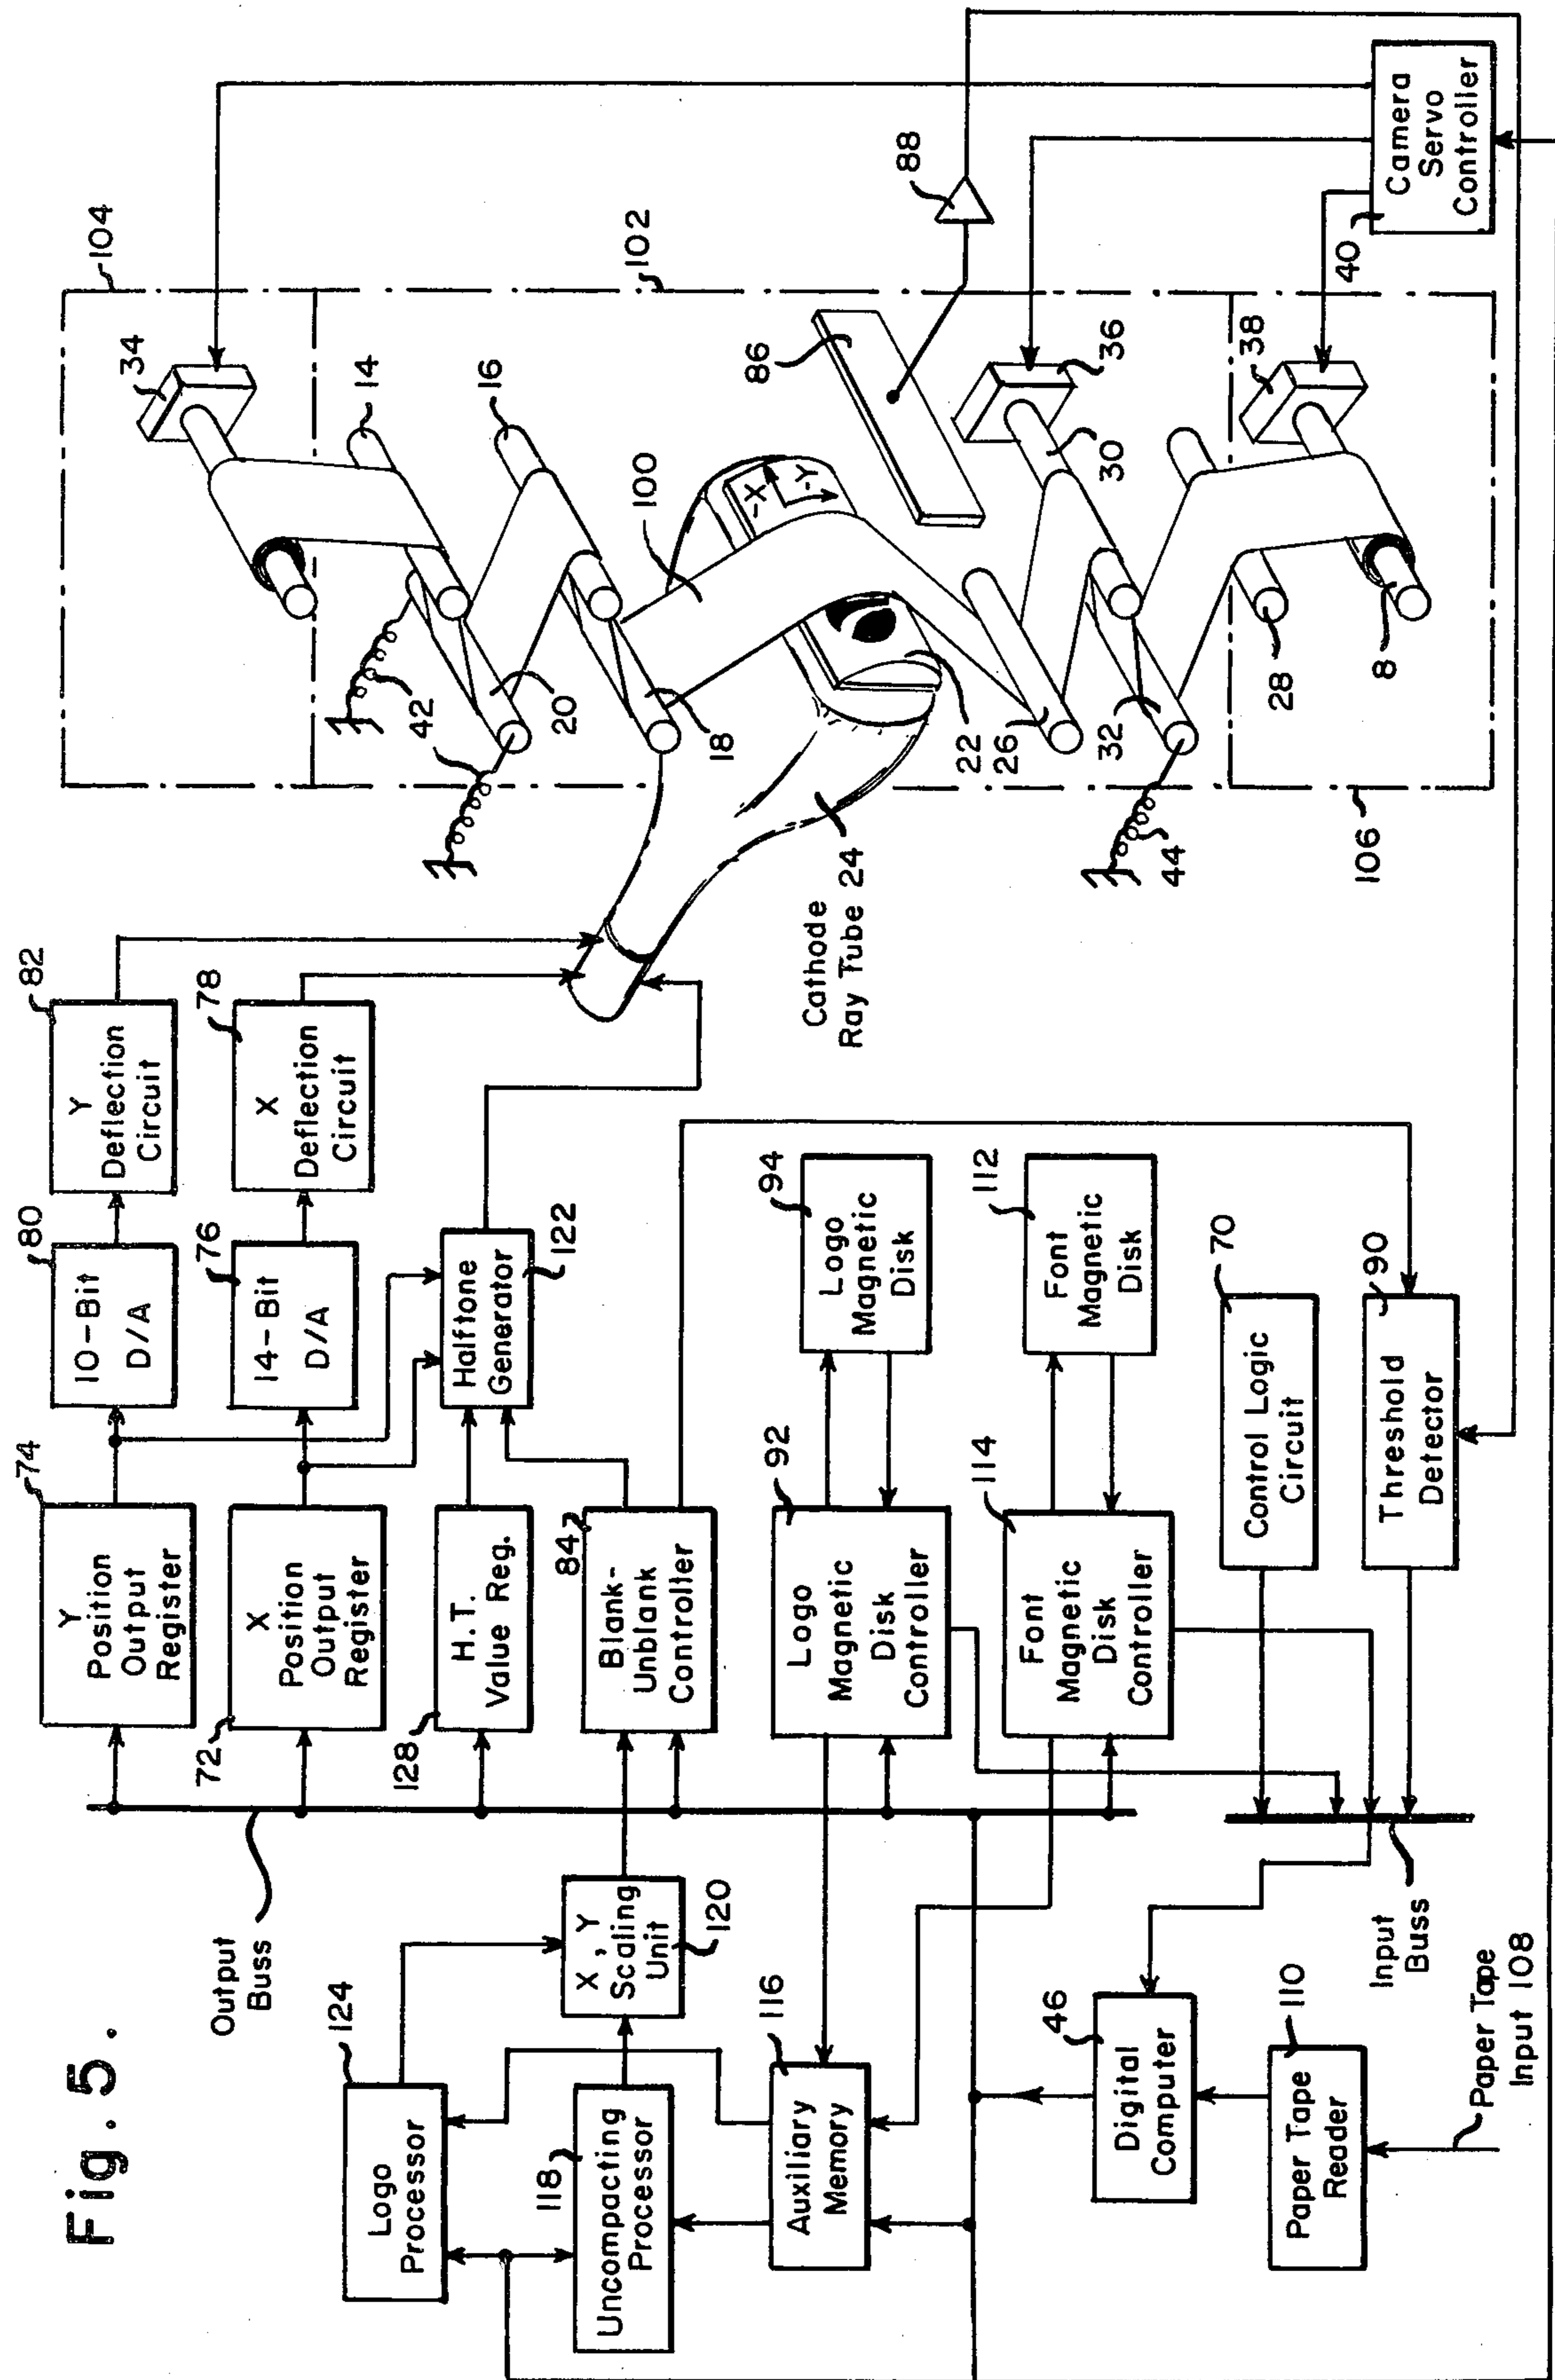 Fig. 5.
Output
Buss
124
Logo
Processor
118
Uncompacting
Processor
X, Y
Scaling
Unit
120
116
Auxiliary
Memory
46
Digital
Computer
110
Paper Tape
Reader
Paper Tape
Input 108
Input
Buss
74
Y
Position
Output
Register
72
X
Position
Output
Register
128
H.T.
Value Reg.
84
Blank-
Unblank
Controller
92
Logo
Magnetic
Disk
Controller
114
Font
Magnetic
Disk
Controller
70
Control Logic
Circuit
90
Threshold
Detector
80
10-Bit
D/A
76
14-Bit
D/A
122
Halftone
Generator
94
Logo
Magnetic
Disk
112
Font
Magnetic
Disk
82
Y
Deflection
Circuit
78
X
Deflection
Circuit
Cathode
Ray Tube 24
104
34
14
16
42
20
18
100
-X
-Y
102
86
88
22
26
30
36
32
44
28
38
8
106
40
Camera
Servo
Controller